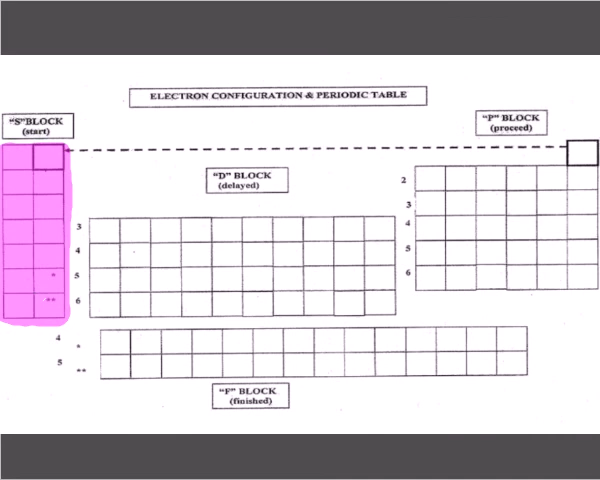 ELECTRON CONFIGURATION & PERIODIC TABLE
"S"BLOCK
(start)
"P" BLOCK
(proceed)
"D" BLOCK
(delayed)
2
3
4
5
6
3
4
5
6
*
**
4 *
5 **
"F" BLOCK
(finished)